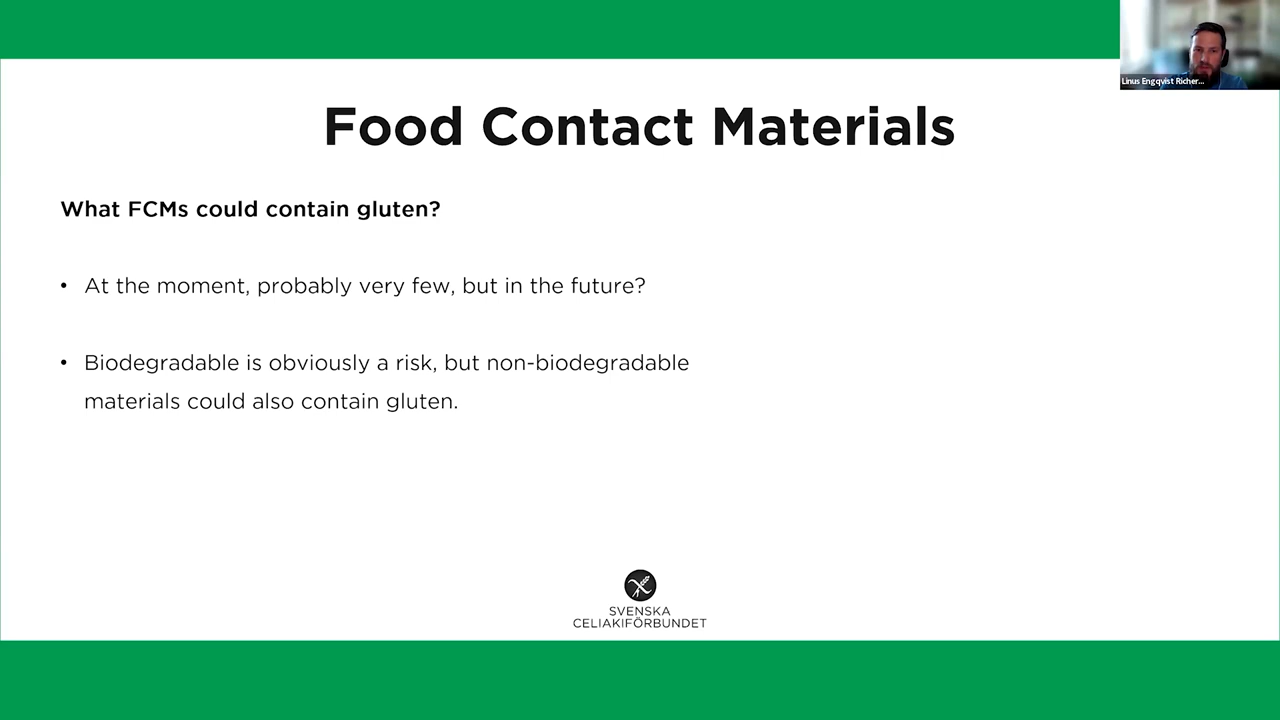 Linus Engqvist Richer...
Food Contact Materials
What FCMs could contain gluten?
• At the moment, probably very few, but in the future?
• Biodegradable is obviously a risk, but non-biodegradable
materials could also contain gluten.
SVENSKA
CELIAKIFÖRBUNDET